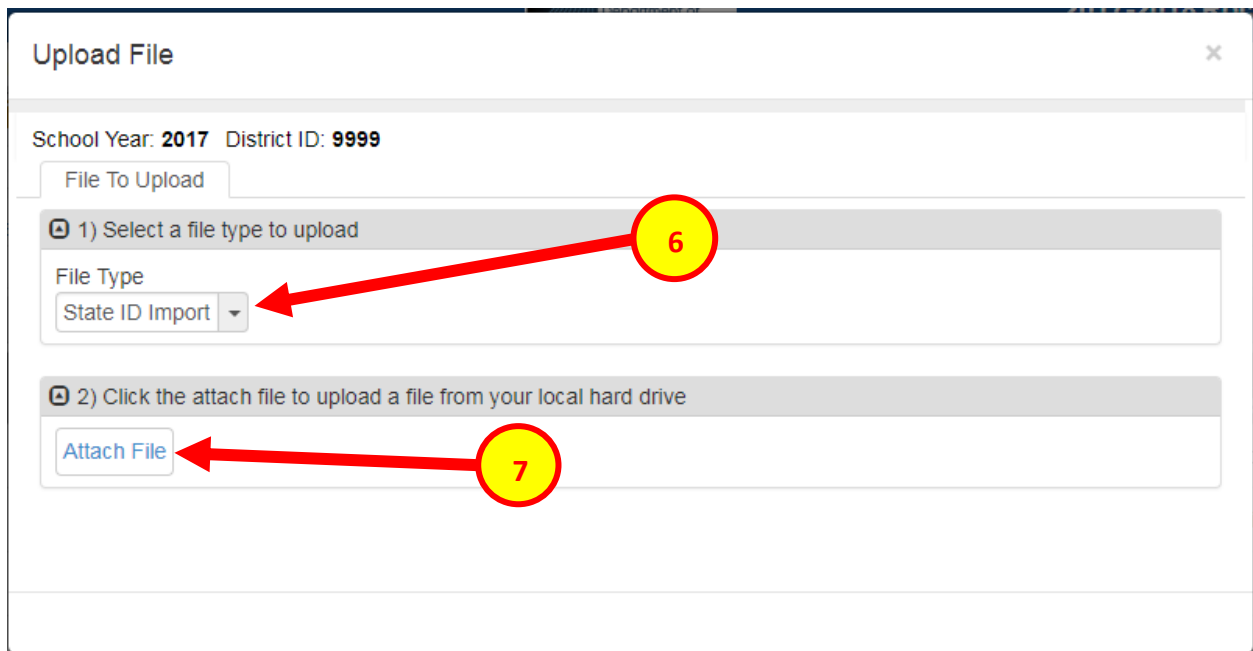 Department of
Upload File
×
School Year: 2017 District ID: 9999
File To Upload
1) Select a file type to upload
6
File Type
State ID Import
2) Click the attach file to upload a file from your local hard drive
Attach File
7